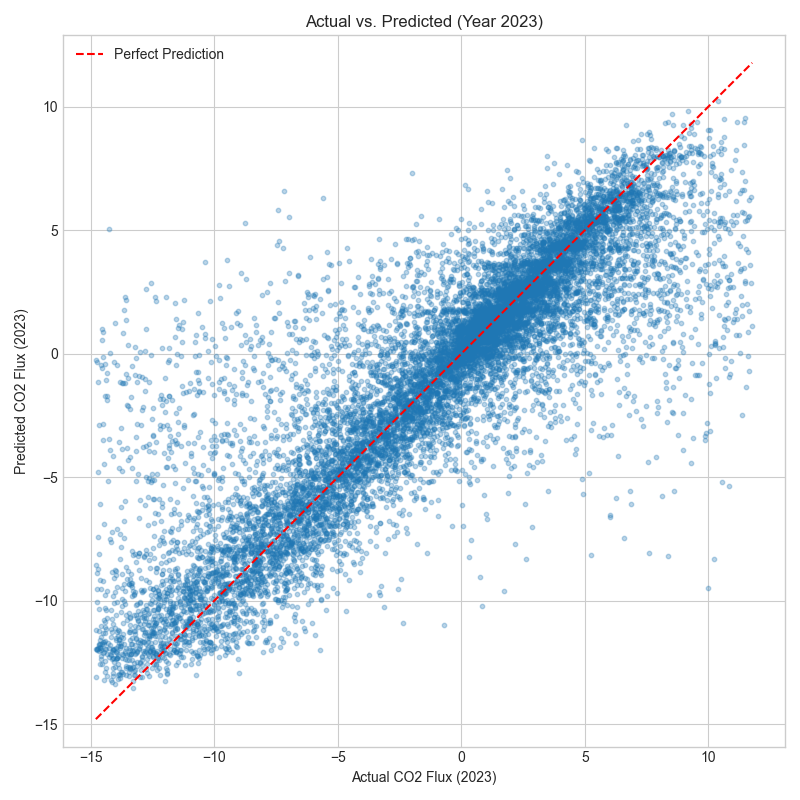 Actual vs. Predicted (Year 2023)
Perfect Prediction
10
5
0
−5
−10
−15
Predicted CO2 Flux (2023)
−15 −10 −5 0 5 10
Actual CO2 Flux (2023)